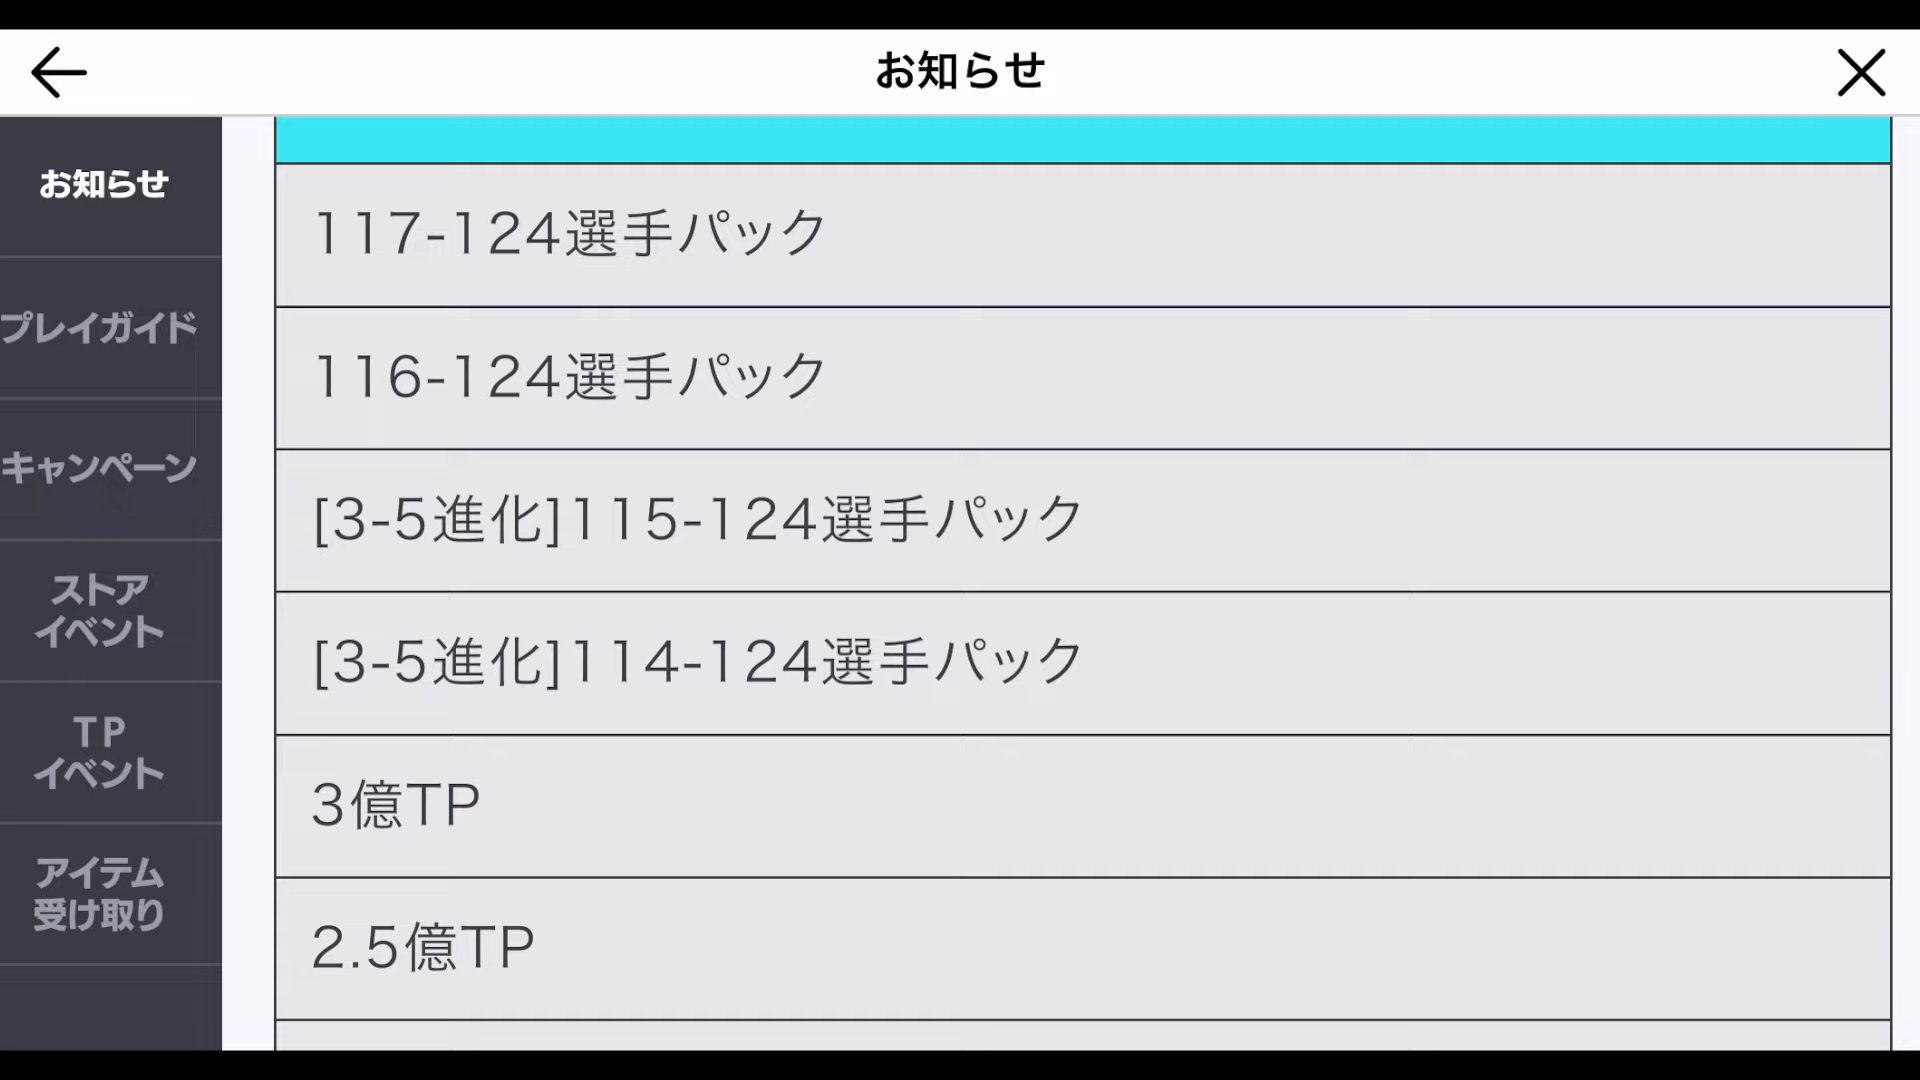 お知らせ
お知らせ
プレイガイド
キャンペーン
ストア
イベント
TP
イベント
アイテム
受け取り
117-124選手パック
116-124選手パック
[3-5進化]115-124選手パック
[3-5進化]114-124選手パック
3億TP
2.5億TP